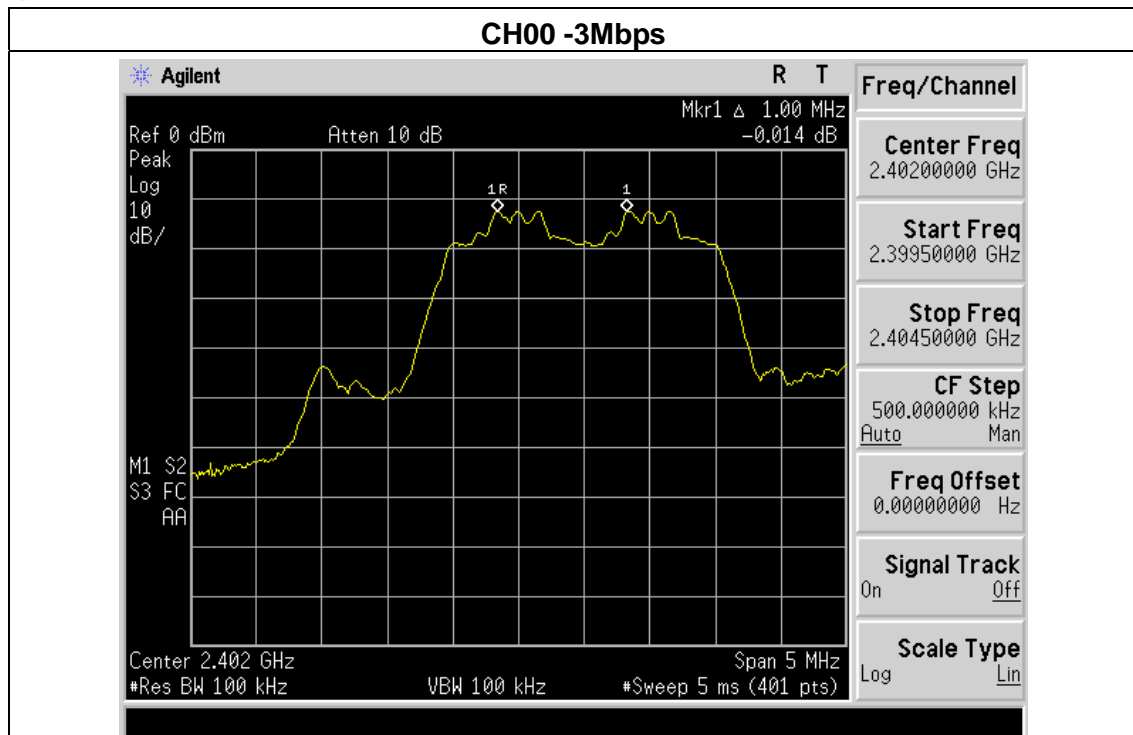 CH00 -3Mbps
Agilent R T
Mkr1 Δ 1.00 MHz
Ref 0 dBm Atten 10 dB -0.014 dB
Peak
Log
10
dB/
1R 1
M1 S2
S3 FC
AA
Center 2.402 GHz Span 5 MHz
#Res BW 100 kHz VBW 100 kHz #Sweep 5 ms (401 pts)
Freq/Channel
Center Freq
2.40200000 GHz
Start Freq
2.39950000 GHz
Stop Freq
2.40450000 GHz
CF Step
500.000000 kHz
Auto Man
Freq Offset
0.00000000 Hz
Signal Track
On Off
Scale Type
Log Lin